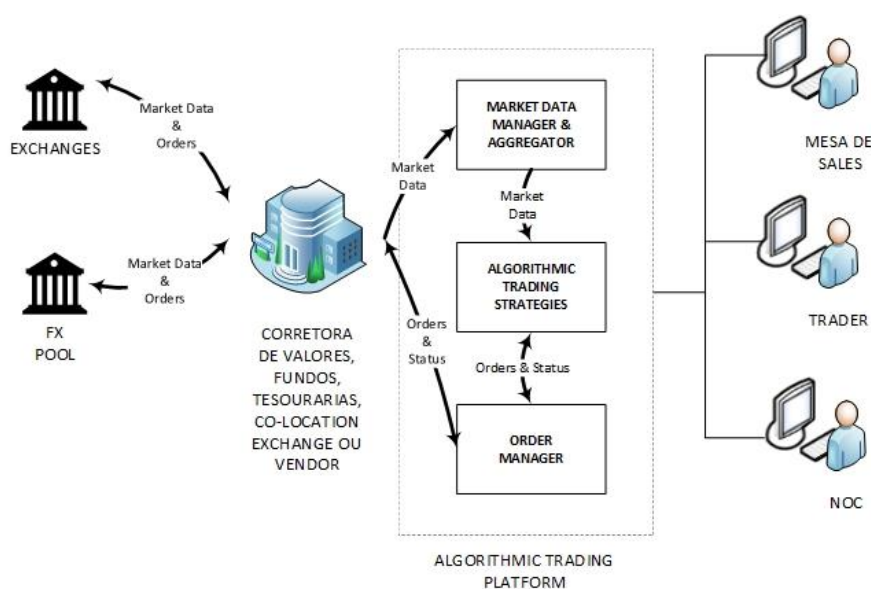 EXCHANGES
Market Data
&
Orders
FX
POOL
Market Data
&
Orders
CORRETORA
DE VALORES,
FUNDOS,
TESOURARIAS,
CO-LOCATION
EXCHANGE OU
VENDOR
Market
Data
Orders
&
Status
MARKET DATA
MANAGER &
AGGREGATOR
Market
Data
ALGORITHMIC
TRADING
STRATEGIES
Orders & Status
ORDER
MANAGER
ALGORITHMIC TRADING
PLATFORM
MESA DE
SALES
TRADER
NOC